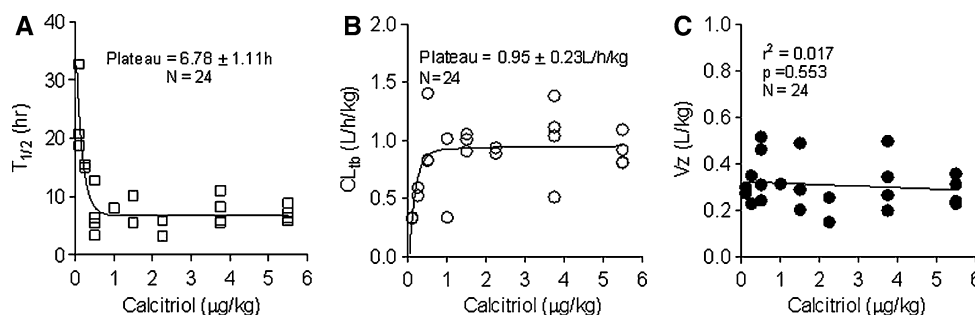 A
40
30
20
10
0
T1/2 (hr)
Plateau = 6.78 ± 1.11h
N = 24
0 1 2 3 4 5 6
Calcitriol (μg/kg)
B
2.0
1.5
1.0
0.5
0.0
CLtb (L/h/kg)
Plateau = 0.95 ± 0.23L/h/kg
N=24
0 1 2 3 4 5 6
Calcitriol (μg/kg)
C
1.0
0.8
0.6
0.4
0.2
0.0
Vz (L/kg)
r² = 0.017
p =0.553
N = 24
0 1 2 3 4 5 6
Calcitriol (μg/kg)